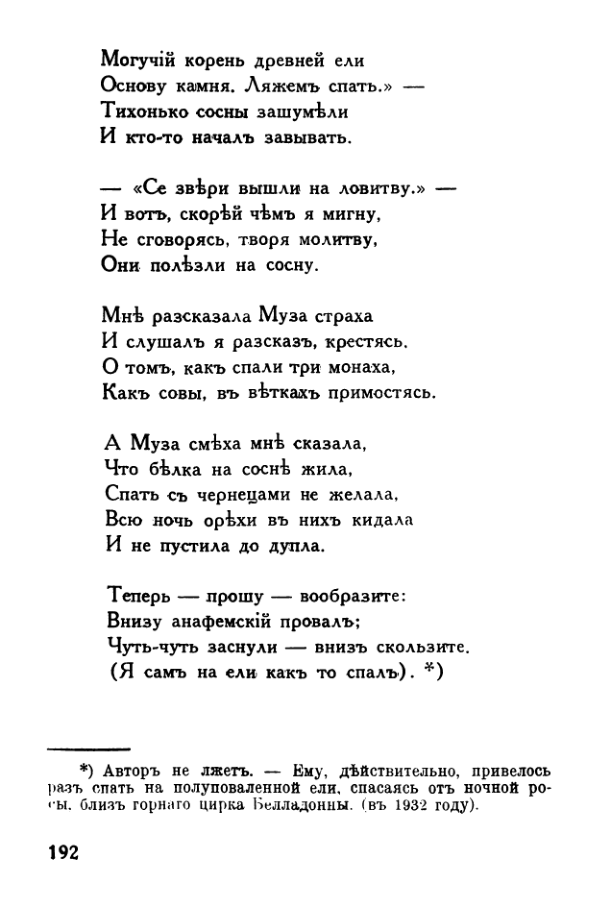 Могучій корень древней ели
Основу камня. Ляжемъ спать.» —
Тихонько сосны зашумѣли
И кто-то началъ завывать.

— «Се звѣри вышли на ловитву.» —
И вотъ, скорѣй чѣмъ я мигну,
Не сговорясь, творя молитву,
Они полѣзли на сосну.

Мнѣ разсказала Муза страха
И слушалъ я разсказъ, крестясь.
О томъ, какъ спали три монаха,
Какъ совы, въ вѣткахъ примостясь.

А Муза смѣха мнѣ сказала,
Что бѣлка на соснѣ жила,
Спать съ чернецами не желала,
Всю ночь орѣхи въ нихъ кидала
И не пустила до дупла.

Теперь — прошу — вообразите:
Внизу анафемскій провалъ;
Чуть-чуть заснули — внизъ скользите.
(Я самъ на ели какъ то спалъ). *)

*) Авторъ не лжетъ. — Ему, дѣйствительно, привелось
разъ спать на полуповаленной ели, спасаясь отъ ночной ро-
сы, близъ горнаго цирка Белладонны. (въ 1932 году).

192